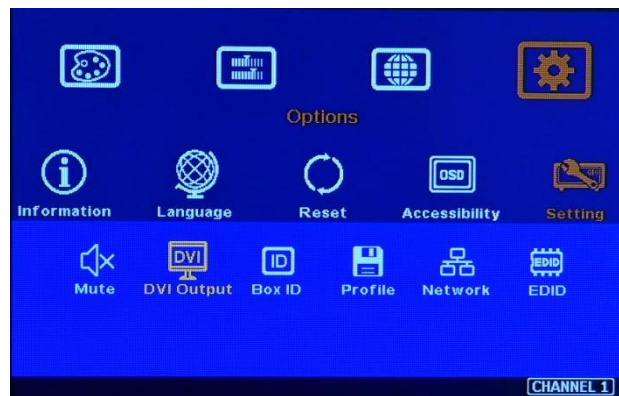 Options
OSD
Information Language Reset Accessibility Setting
DVI ID EDID
Mute DVI Output Box ID Profile Network EDID
CHANNEL 1